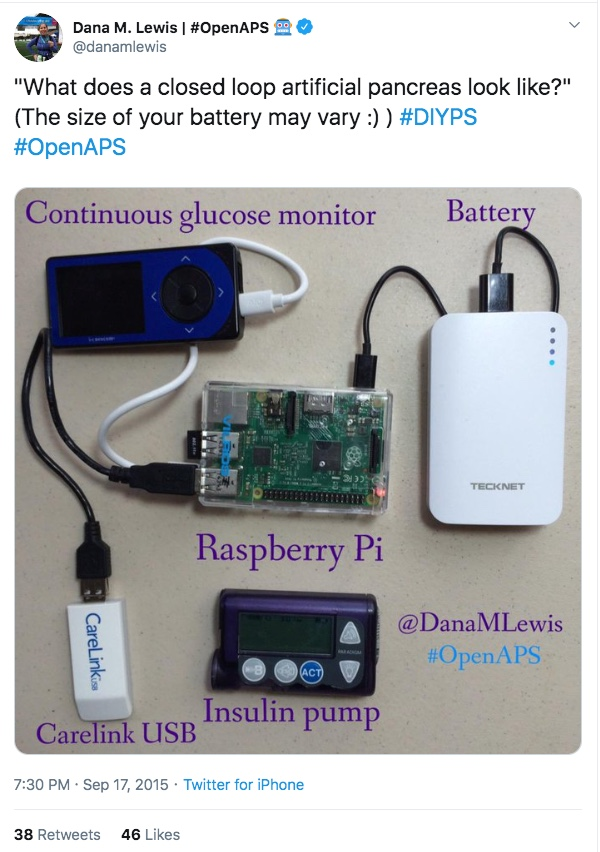 Dana M. Lewis | #OpenAPS
@danamlewis
"What does a closed loop artificial pancreas look like?"
(The size of your battery may vary :) ) #DIYPS
#OpenAPS
Continuous glucose monitor
Battery
TECKNET
Raspberry Pi
CareLink USB
B
ACT
@DanaMLewis
#OpenAPS
Insulin pump
Carelink USB
7:30 PM · Sep 17, 2015 · Twitter for iPhone
38 Retweets 46 Likes